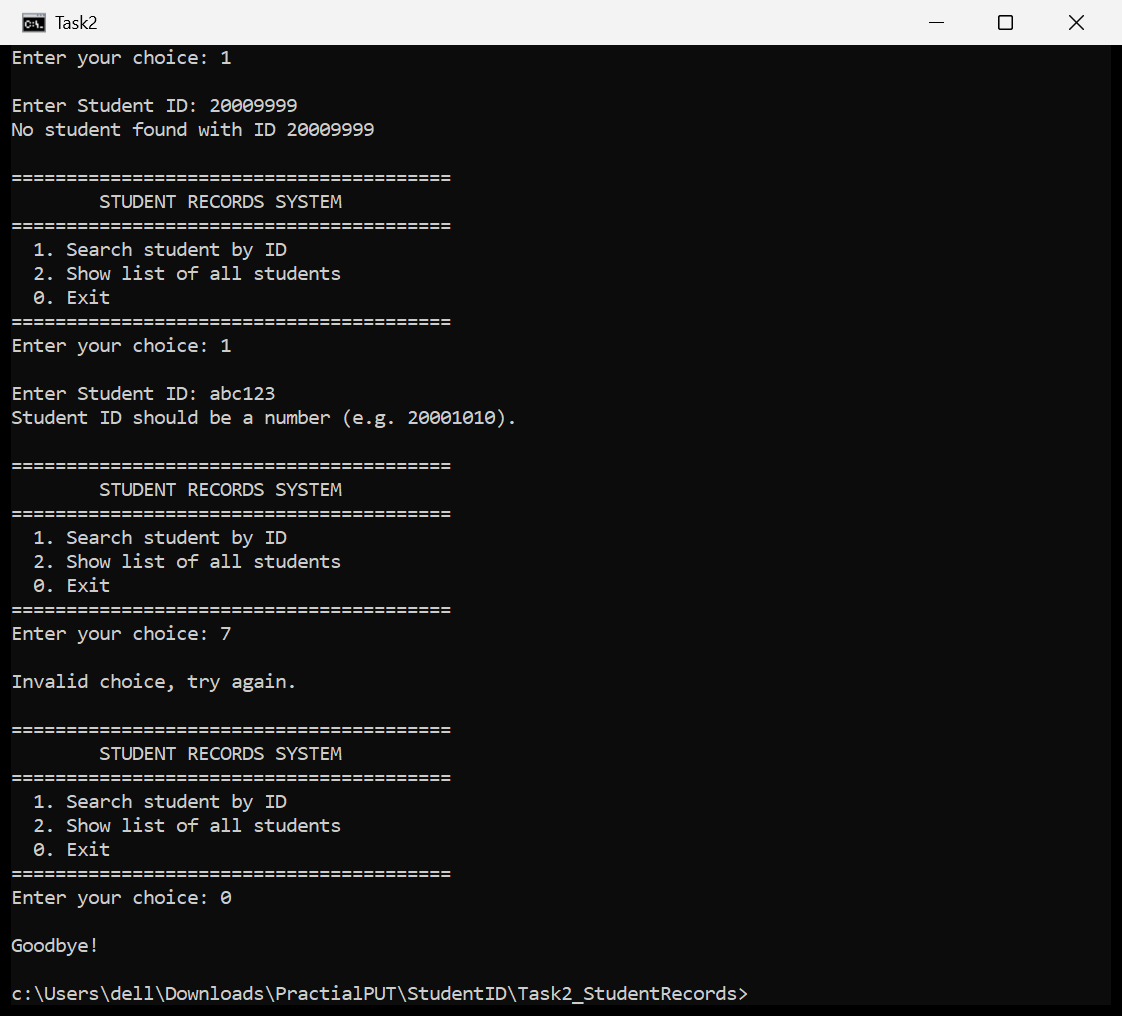 Task2
Enter your choice: 1
Enter Student ID: 20009999
No student found with ID 20009999
========================================
        STUDENT RECORDS SYSTEM
========================================
  1. Search student by ID
  2. Show list of all students
  0. Exit
========================================
Enter your choice: 1
Enter Student ID: abc123
Student ID should be a number (e.g. 20001010).
========================================
        STUDENT RECORDS SYSTEM
========================================
  1. Search student by ID
  2. Show list of all students
  0. Exit
========================================
Enter your choice: 7
Invalid choice, try again.
========================================
        STUDENT RECORDS SYSTEM
========================================
  1. Search student by ID
  2. Show list of all students
  0. Exit
========================================
Enter your choice: 0
Goodbye!
c:\Users\dell\Downloads\PractialPUT\StudentID\Task2_StudentRecords>